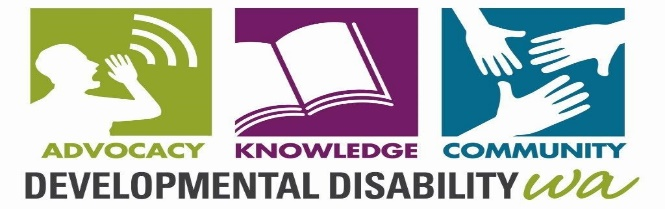 ADVOCACY KNOWLEDGE COMMUNITY
DEVELOPMENTAL DISABILITY wa